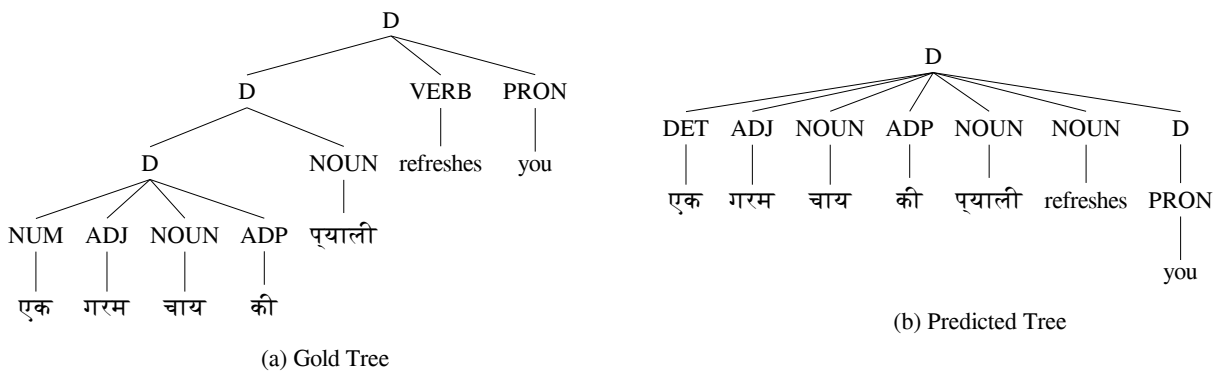 D
D VERB PRON
D NOUN refreshes you
NUM ADJ NOUN ADP प्याली
एक गरम चाय की
(a) Gold Tree
D
DET ADJ NOUN ADP NOUN NOUN D
एक गरम चाय की प्याली refreshes PRON
you
(b) Predicted Tree